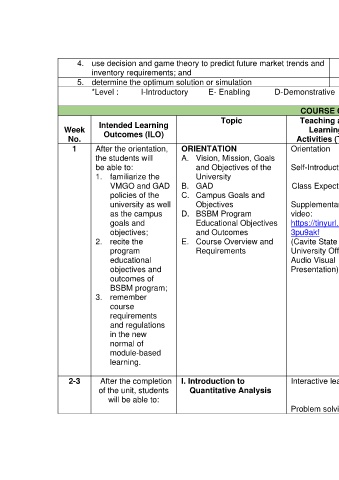 4. use decision and game theory to predict future market trends and
inventory requirements; and
5. determine the optimum solution or simulation
*Level : I-Introductory E- Enabling D-Demonstrative
COURSE
Week
No.
Intended Learning
Outcomes (ILO)
Topic
Teaching
Learning
Activities
1
After the orientation,
the students will
be able to:
1. familiarize the
VMGO and GAD
policies of the
university as well
as the campus
goals and
objectives;
2. recite the
program
educational
objectives and
outcomes of
BSBM program;
3. remember
course
requirements
and regulations
in the new
normal of
module-based
learning.
ORIENTATION
A. Vision, Mission, Goals
and Objectives of the
University
B. GAD
C. Campus Goals and
Objectives
D. BSBM Program
Educational Objectives
and Outcomes
E. Course Overview and
Requirements
Orientation
Self-Introduct
Class Expect
Supplementa
video:
https://tinyurl.
3pu9akf
(Cavite State
University Off
Audio Visual
Presentation)
2-3
After the completion
of the unit, students
will be able to:
I. Introduction to
Quantitative Analysis
Interactive lea
Problem solvi